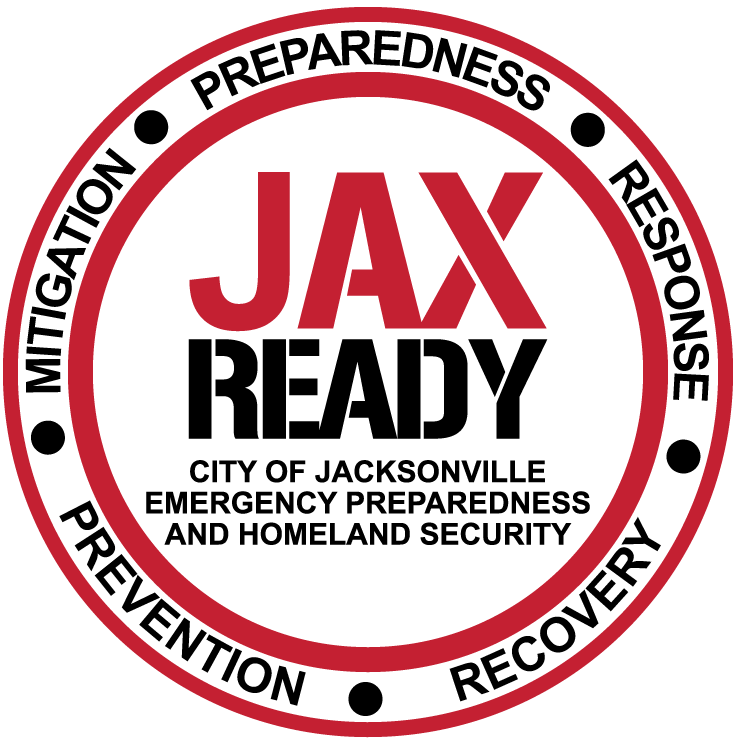 PREPAREDNESS
RESPONSE
RECOVERY
PREVENTION
MITIGATION
JAX
READY
CITY OF JACKSONVILLE
EMERGENCY PREPAREDNESS
AND HOMELAND SECURITY